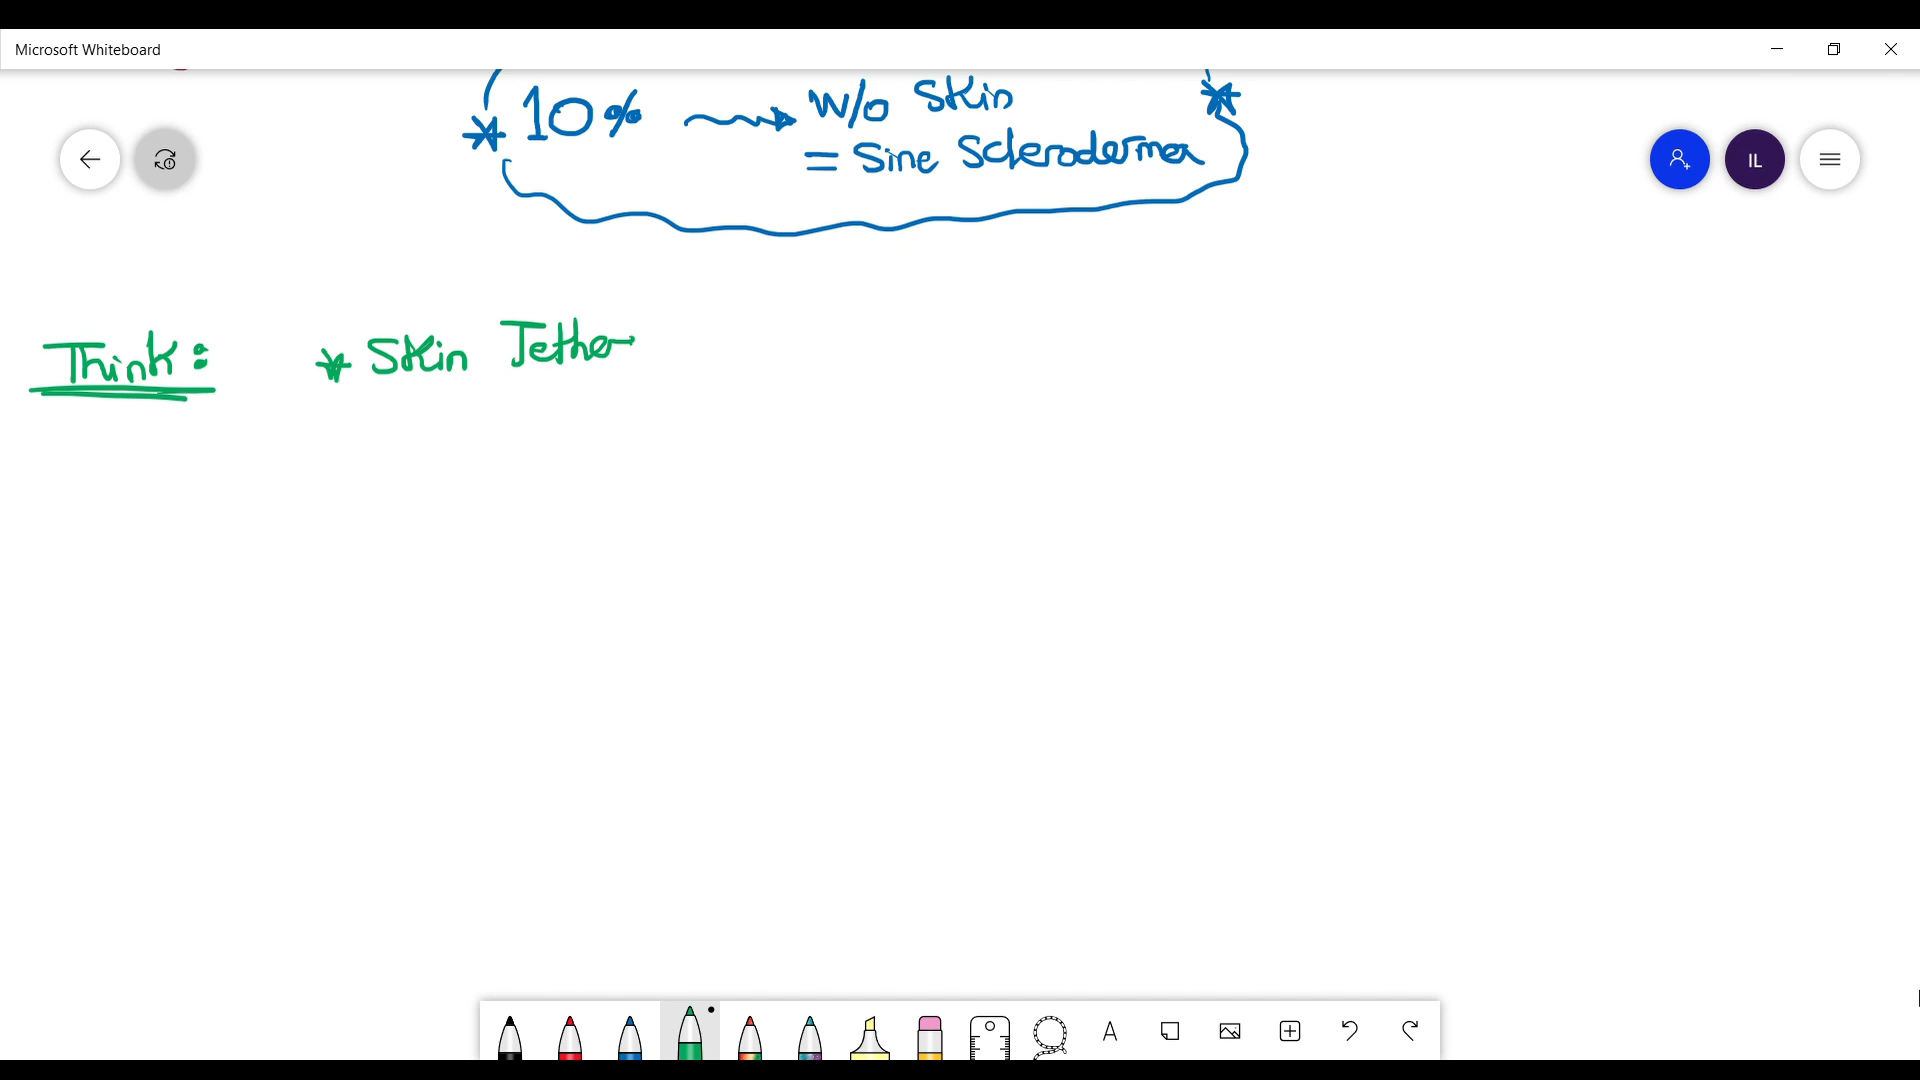 Microsoft Whiteboard
* 10% → w/o Skin *
= Sine Scleroderma
IL
Think: * Skin Tether
A